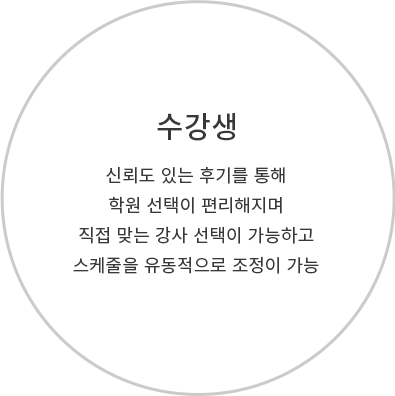 수강생
신뢰도 있는 후기를 통해
학원 선택이 편리해지며
직접 맞는 강사 선택이 가능하고
스케줄을 유동적으로 조정이 가능